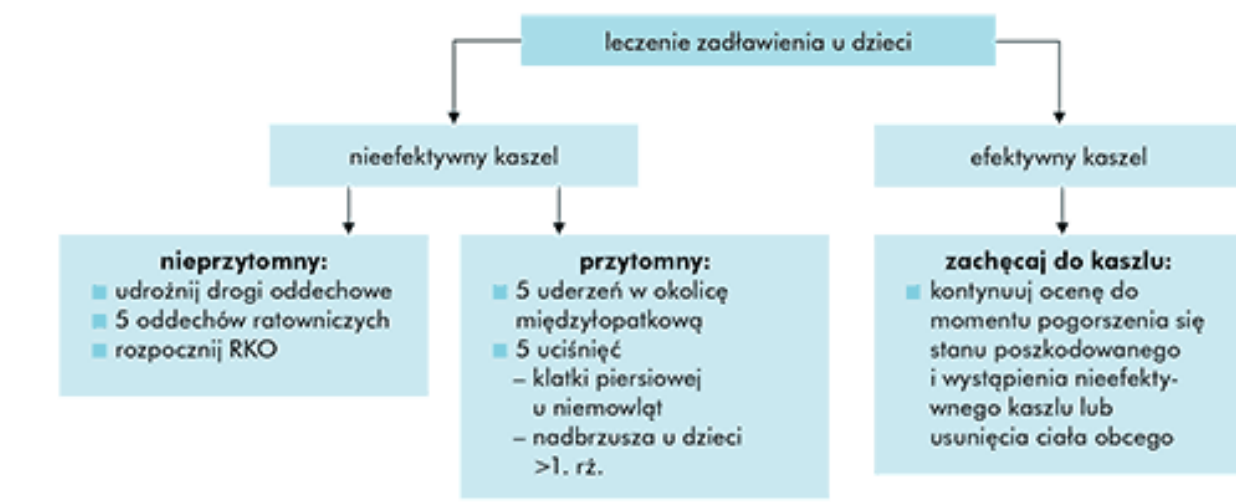 leczenie zadławienia u dzieci
nieefektywny kaszel
efektywny kaszel
nieprzytomny:
udrożnij drogi oddechowe
5 oddechów ratowniczych
rozpocznij RKO
przytomny:
5 uderzeń w okolicę
międzyłopatkową
5 uciśnięć
– klatki piersiowej
u niemowląt
– nadbrzusza u dzieci
>1. rż.
zachęcaj do kaszlu:
kontynuuj ocenę do
momentu pogorszenia się
stanu poszkodowanego
i wystąpienia nieefekty-
wnego kaszlu lub
usunięcia ciała obcego